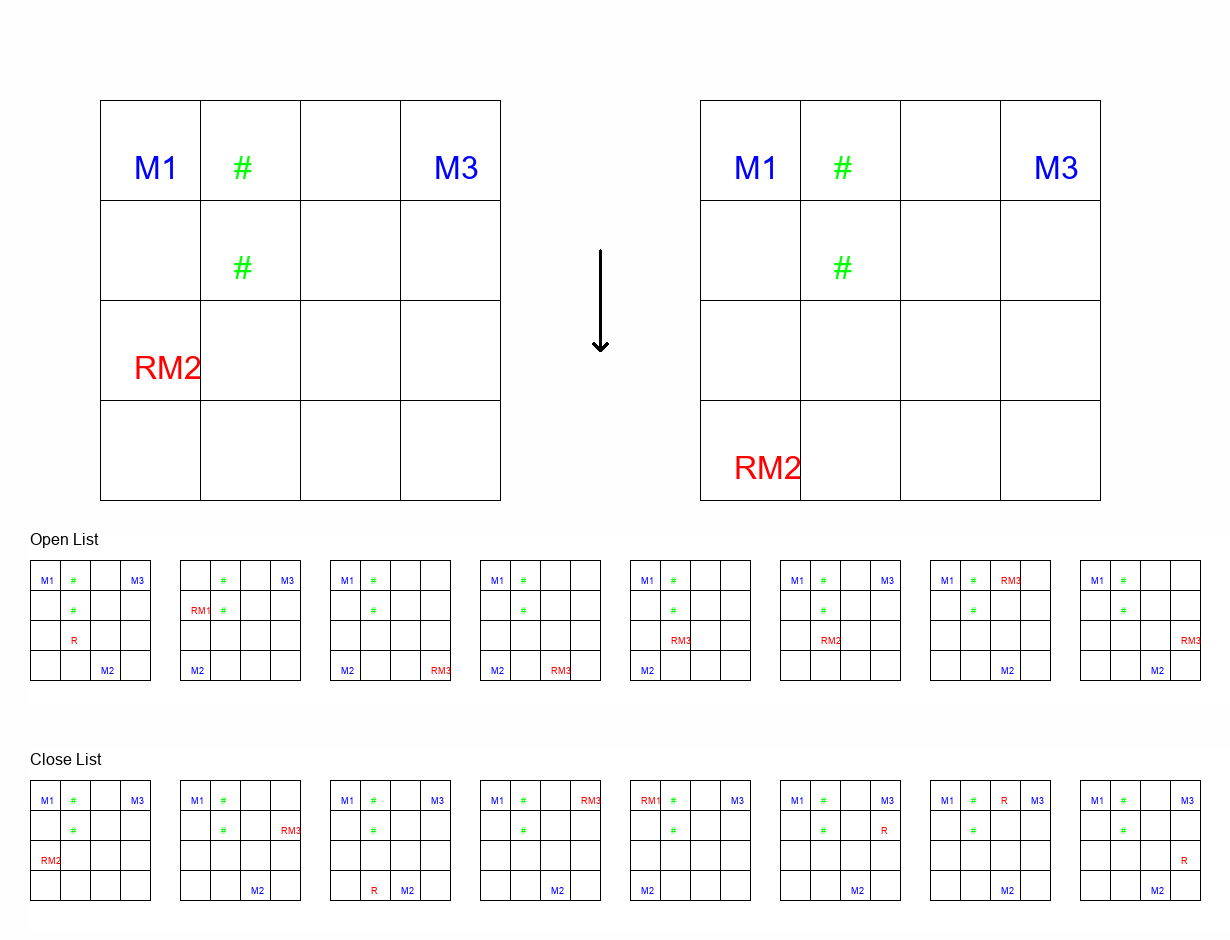 M1 # M3 M1 # M3
# #
RM2
RM2
Open List
M1 # M3 # M3 M1 # M1 # M1 # M1 # M3 M1 # RM3 M1 #
# RM1 # # # # # # #
R RM3 RM2 RM3
M2 M2 M2 RM3 M2 RM3 M2 M2 M2
Close List
M1 # M3 M1 # M1 # M3 M1 # RM3 RM1 # M3 M1 # M3 M1 # R M3 M1 # M3
# # RM3 # # # # R # #
RM2 R
M2 R M2 M2 M2 M2 M2 M2